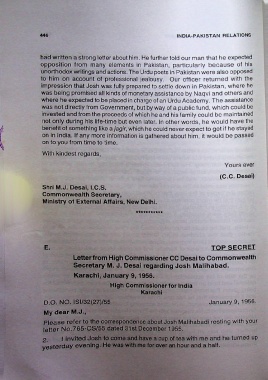 446 INDIA-PAKISTAN RELATIONS
had written a strong letter about him. He further told our man that he expected
opposition from many elements in Pakistan, particularly because of his
unorthodox writings and actions. The Urdu poets in Pakistan were also opposed
to him on account of professional jealousy. Our officer returned with the
impression that Josh was fully prepared to settle down in Pakistan, where he
was being promised all kinds of monetary assistance by Naqvi and others and
where he expected to be placed in charge of an Urdu Academy. The assistance
was not directly from Government, but by way of a public fund, which could be
invested and from the proceeds of which he and his family could be maintained
not only during his life-time but even later. In other words, he would have the
benefit of something like a jagir, which he could never expect to get if he stayed
on in India. If any more information is gathered about him, it would be passed
on to you from time to time.
With kindest regards,
Yours ever
(C.C. Desai)
Shri M.J. Desai, I.C.S.
Commonwealth Secretary,
Ministry of External Affairs, New Delhi.
***********
E. TOP SECRET
Letter from High Commissioner CC Desai to Commonwealth
Secretary M. J. Desai regarding Josh Malihabad.
Karachi, January 9, 1956.
High Commissioner for India
Karachi
D.O. NO. ISI/32(27)/55 January 9, 1956.
My dear M.J.,
Please refer to the correspondence about Josh Malihabadi resting with your
letter No.765-CS/55 dated 31st December 1955.
2. I invited Josh to come and have a cup of tea with me and he turned up
yesterday evening. He was with me for over an hour and a half.